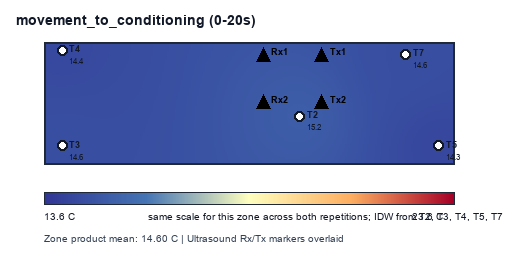 movement_to_conditioning (0-20s)
T4
14.4
Rx1
Tx1
T7
14.6
Rx2
Tx2
T2
15.2
T3
14.6
T5
14.3
13.6 C
same scale for this zone across both repetitions; IDW from T2, T3, T4, T5, T7
Zone product mean: 14.60 C | Ultrasound Rx/Tx markers overlaid